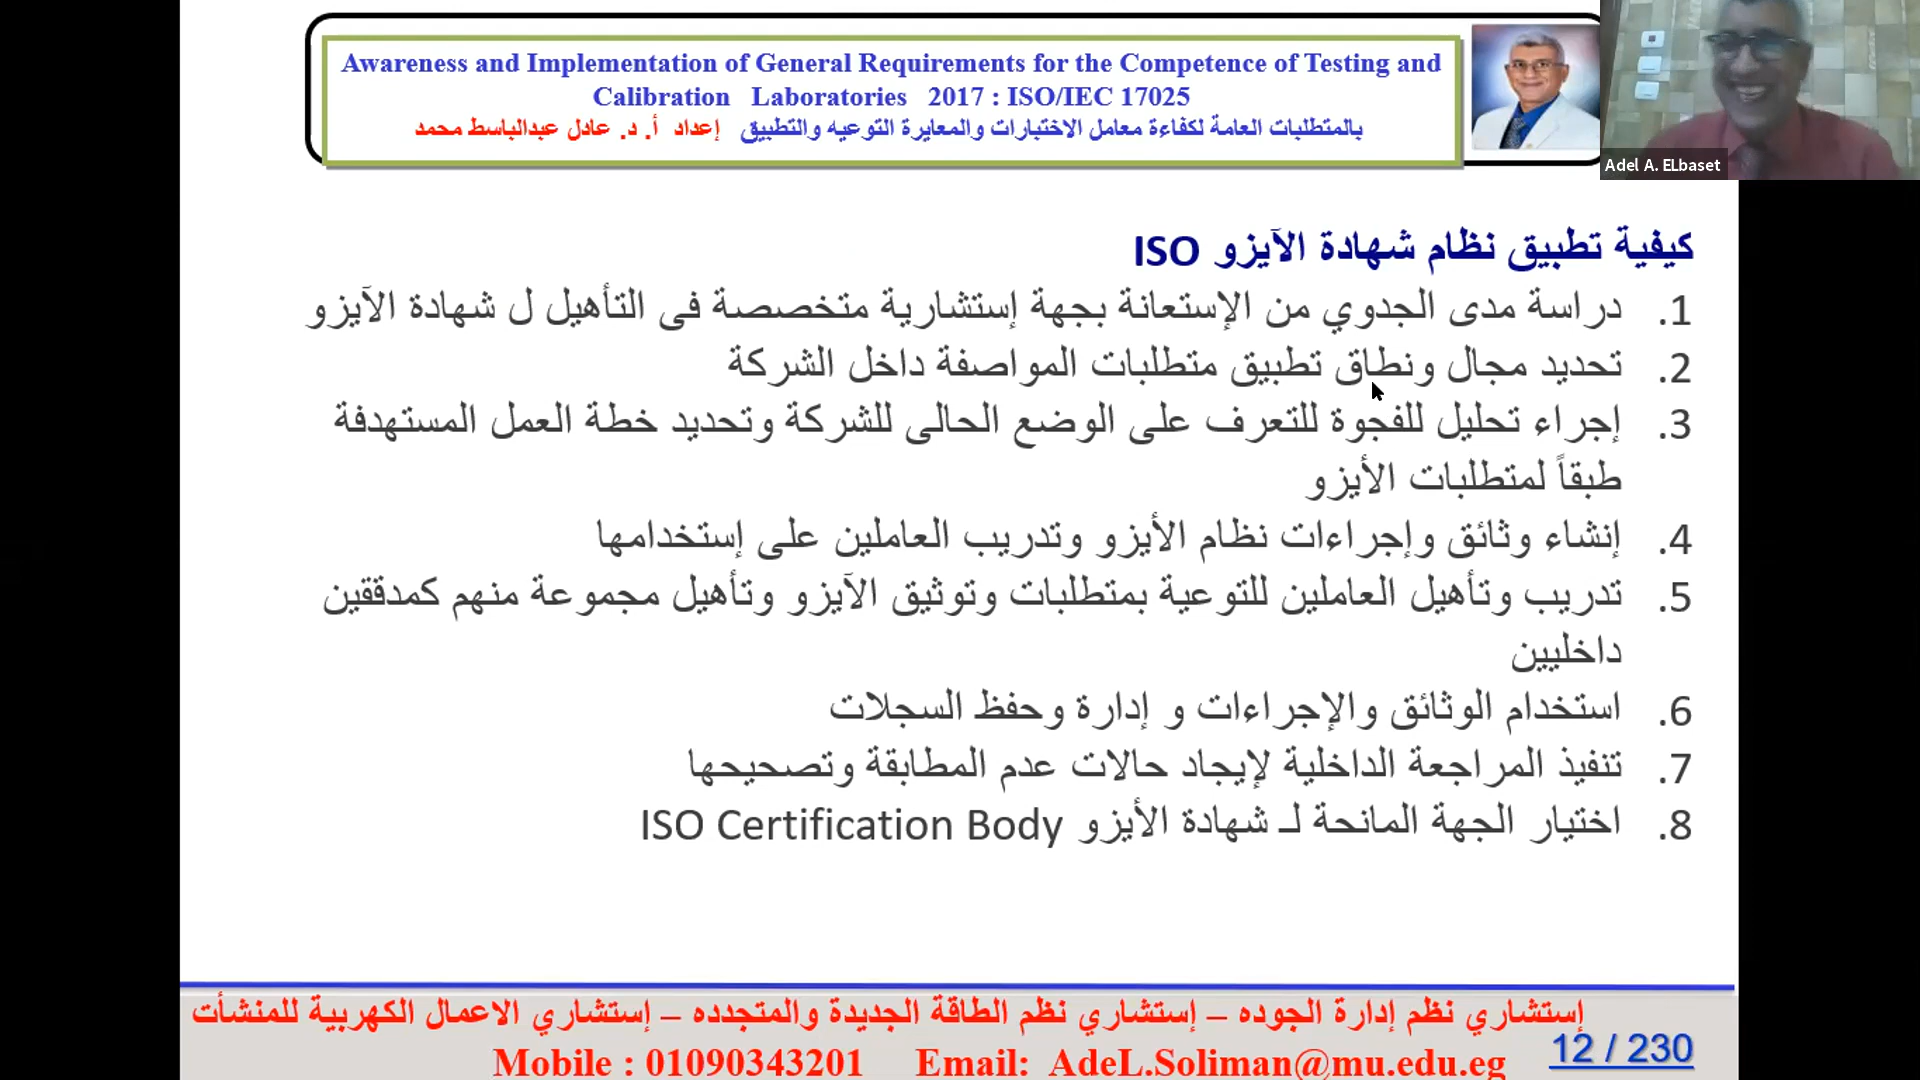 Awareness and Implementation of General Requirements for the Competence of Testing and
Calibration Laboratories 2017 : ISO/IEC 17025
بالمتطلبات العامة لكفاءة معامل الاختبارات والمعايرة التوعيه والتطبيق إعداد أ. د. عادل عبدالباسط محمد
Adel A. ELbaset
كيفية تطبيق نظام شهادة الآيزو ISO
1. دراسة مدى الجدوي من الإستعانة بجهة إستشارية متخصصة فى التأهيل ل شهادة الآيزو
2. تحديد مجال ونطاق تطبيق متطلبات المواصفة داخل الشركة
3. إجراء تحليل للفجوة للتعرف على الوضع الحالى للشركة وتحديد خطة العمل المستهدفة
طبقاً لمتطلبات الأيزو
4. إنشاء وثائق وإجراءات نظام الأيزو وتدريب العاملين على إستخدامها
5. تدريب وتأهيل العاملين للتوعية بمتطلبات وتوثيق الآيزو وتأهيل مجموعة منهم كمدققين
داخليين
6. استخدام الوثائق والإجراءات و إدارة وحفظ السجلات
7. تنفيذ المراجعة الداخلية لإيجاد حالات عدم المطابقة وتصحيحها
8. اختيار الجهة المانحة لـ شهادة الأيزو ISO Certification Body
إستشاري نظم إدارة الجوده – إستشاري نظم الطاقة الجديدة والمتجدده – إستشاري الاعمال الكهربية للمنشأت
Mobile : 01090343201 Email: AdeL.Soliman@mu.edu.eg
12 / 230